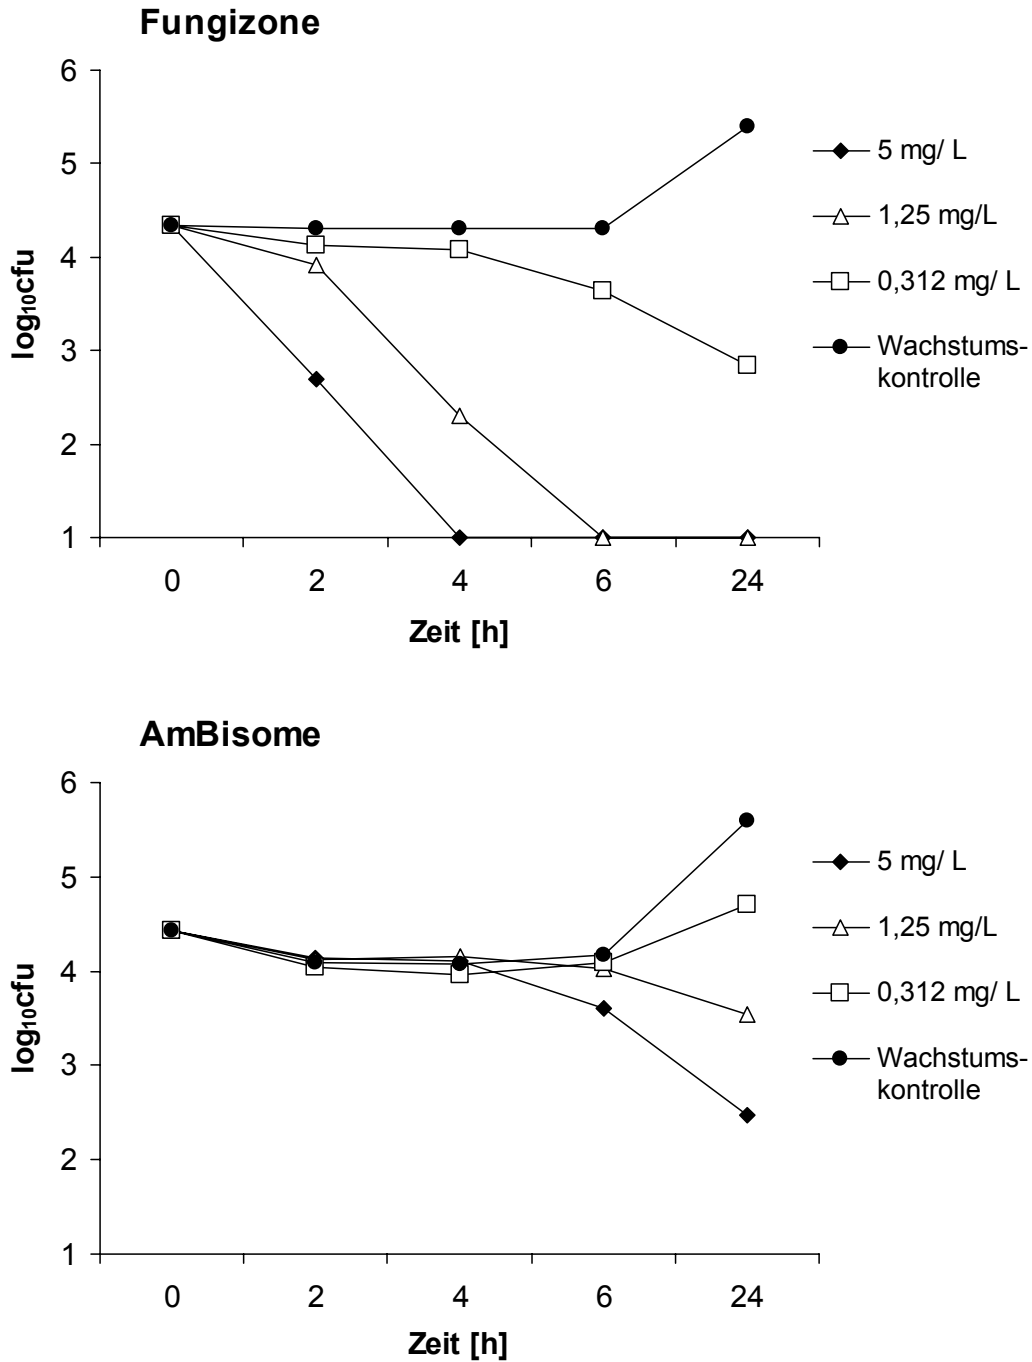 Fungizone
6
5
4
3
2
1
log₁₀cfu
0 2 4 6 24
Zeit [h]
5 mg/ L
1,25 mg/L
0,312 mg/ L
Wachstums-
kontrolle
AmBisome
6
5
4
3
2
1
log₁₀cfu
0 2 4 6 24
Zeit [h]
5 mg/ L
1,25 mg/L
0,312 mg/ L
Wachstums-
kontrolle